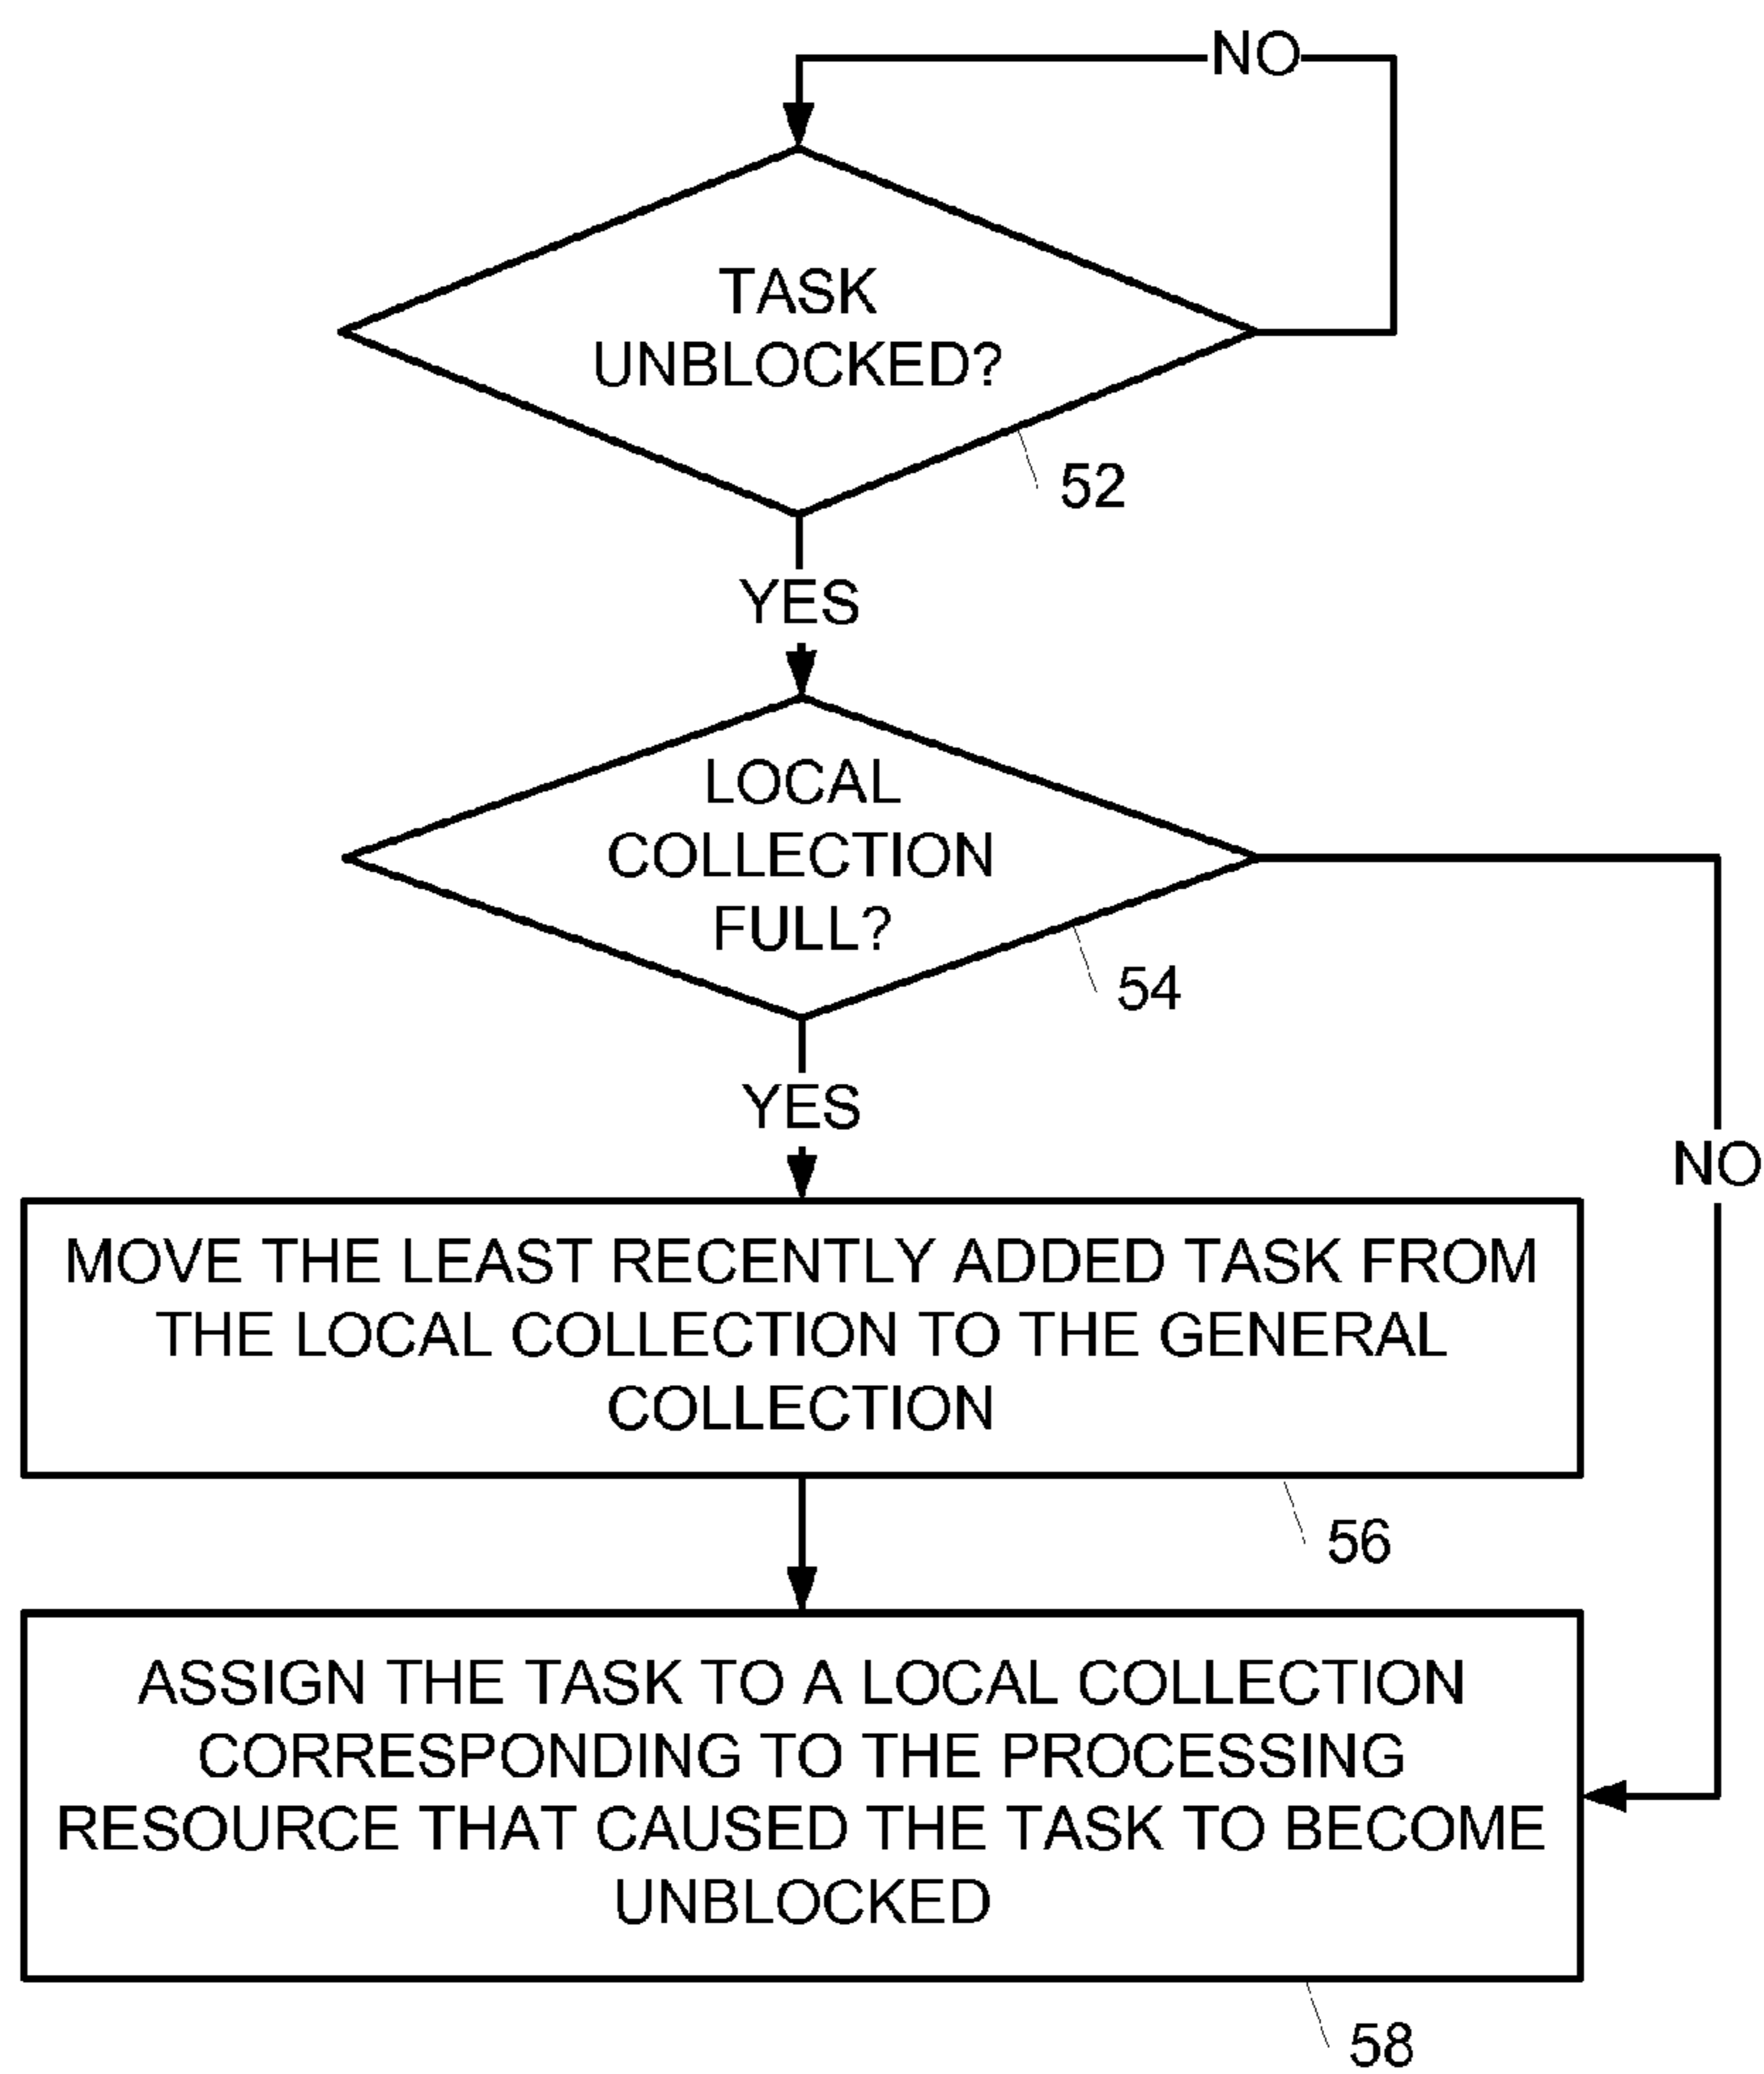 NO
TASK
UNBLOCKED?
52
YES
LOCAL
COLLECTION
FULL?
54
YES
NO
MOVE THE LEAST RECENTLY ADDED TASK FROM
THE LOCAL COLLECTION TO THE GENERAL
COLLECTION
56
ASSIGN THE TASK TO A LOCAL COLLECTION
CORRESPONDING TO THE PROCESSING
RESOURCE THAT CAUSED THE TASK TO BECOME
UNBLOCKED
58